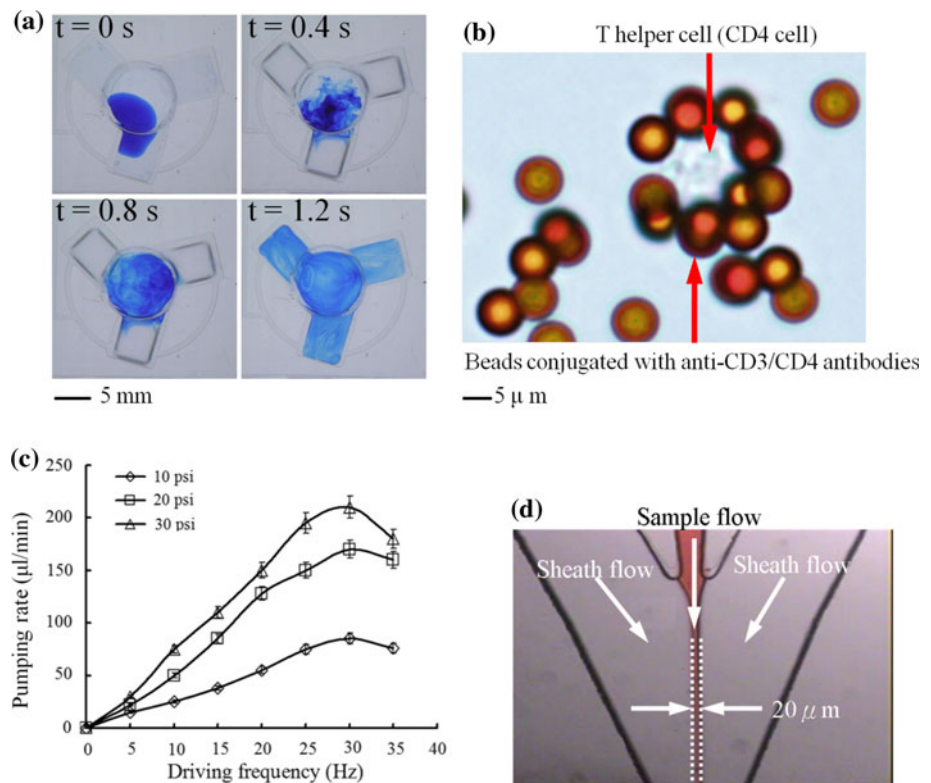 (a)
t = 0 s
t = 0.4 s
t = 0.8 s
t = 1.2 s
5 mm
(b)
T helper cell (CD4 cell)
Beads conjugated with anti-CD3/CD4 antibodies
5 μ m
(c)
250
200
150
100
50
0
Pumping rate (μl/min)
10 psi
20 psi
30 psi
0 5 10 15 20 25 30 35 40
Driving frequency (Hz)
(d)
Sample flow
Sheath flow
Sheath flow
20 μ m